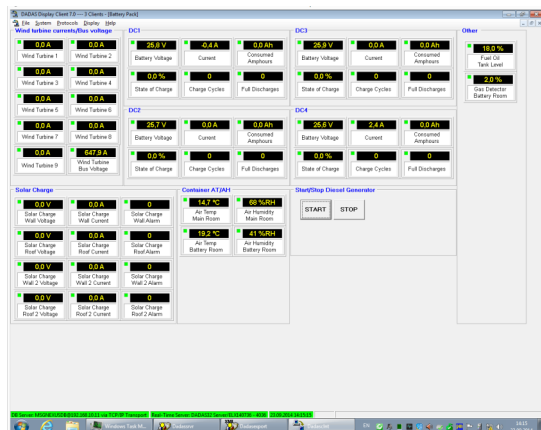 DADAS Display Client 7.0 --- 3 Clients - [Battery Pack]
File System Protocols Display Help
Wind turbine currents/Bus voltage
0,0 A
0,0 A
Wind Turbine 1
Wind Turbine 2
0,0 A
0,0 A
Wind Turbine 3
Wind Turbine 4
0,0 A
0,0 A
Wind Turbine 5
Wind Turbine 6
0,0 A
0,0 A
Wind Turbine 7
Wind Turbine 8
0,0 A
647,9 A
Wind Turbine 9
Wind Turbine
Bus Voltage
DC1
25,8 V
-0,4 A
0,0 Ah
Battery Voltage
Current
Consumed
Amphours
0,0 %
0
0
State of Charge
Charge Cycles
Full Discharges
DC2
25,7 V
0,0 A
0,0 Ah
Battery Voltage
Current
Consumed
Amphours
0,0 %
0
0
State of Charge
Charge Cycles
Full Discharges
DC3
25,9 V
0,0 A
0,0 Ah
Battery Voltage
Current
Consumed
Amphours
0,0 %
0
0
State of Charge
Charge Cycles
Full Discharges
DC4
25,6 V
2,4 A
0,0 Ah
Battery Voltage
Current
Consumed
Amphours
0,0 %
0
0
State of Charge
Charge Cycles
Full Discharges
Other
18,0 %
Fuel Oil
Tank Level
2,0 %
Gas Detector
Battery Room
Solar Charge
0,0 V
0,0 A
0
Solar Charge
Wall Voltage
Solar Charge
Wall Current
Solar Charge
Wall Alarm
0,0 V
0,0 A
0
Solar Charge
Roof Voltage
Solar Charge
Roof Current
Solar Charge
Roof Alarm
0,0 V
0,0 A
0
Solar Charge
Wall 2 Voltage
Solar Charge
Wall 2 Current
Solar Charge
Wall 2 Alarm
0,0 V
0,0 A
0
Solar Charge
Roof 2 Voltage
Solar Charge
Roof 2 Current
Solar Charge
Roof 2 Alarm
Container AT/AH
14,7 °C
68 %RH
Air Temp
Main Room
Air Humidity
Main Room
19,2 °C
41 %RH
Air Temp
Battery Room
Air Humidity
Battery Room
Start/Stop Diesel Generator
START
STOP
Windows Task M...
EN
14:15